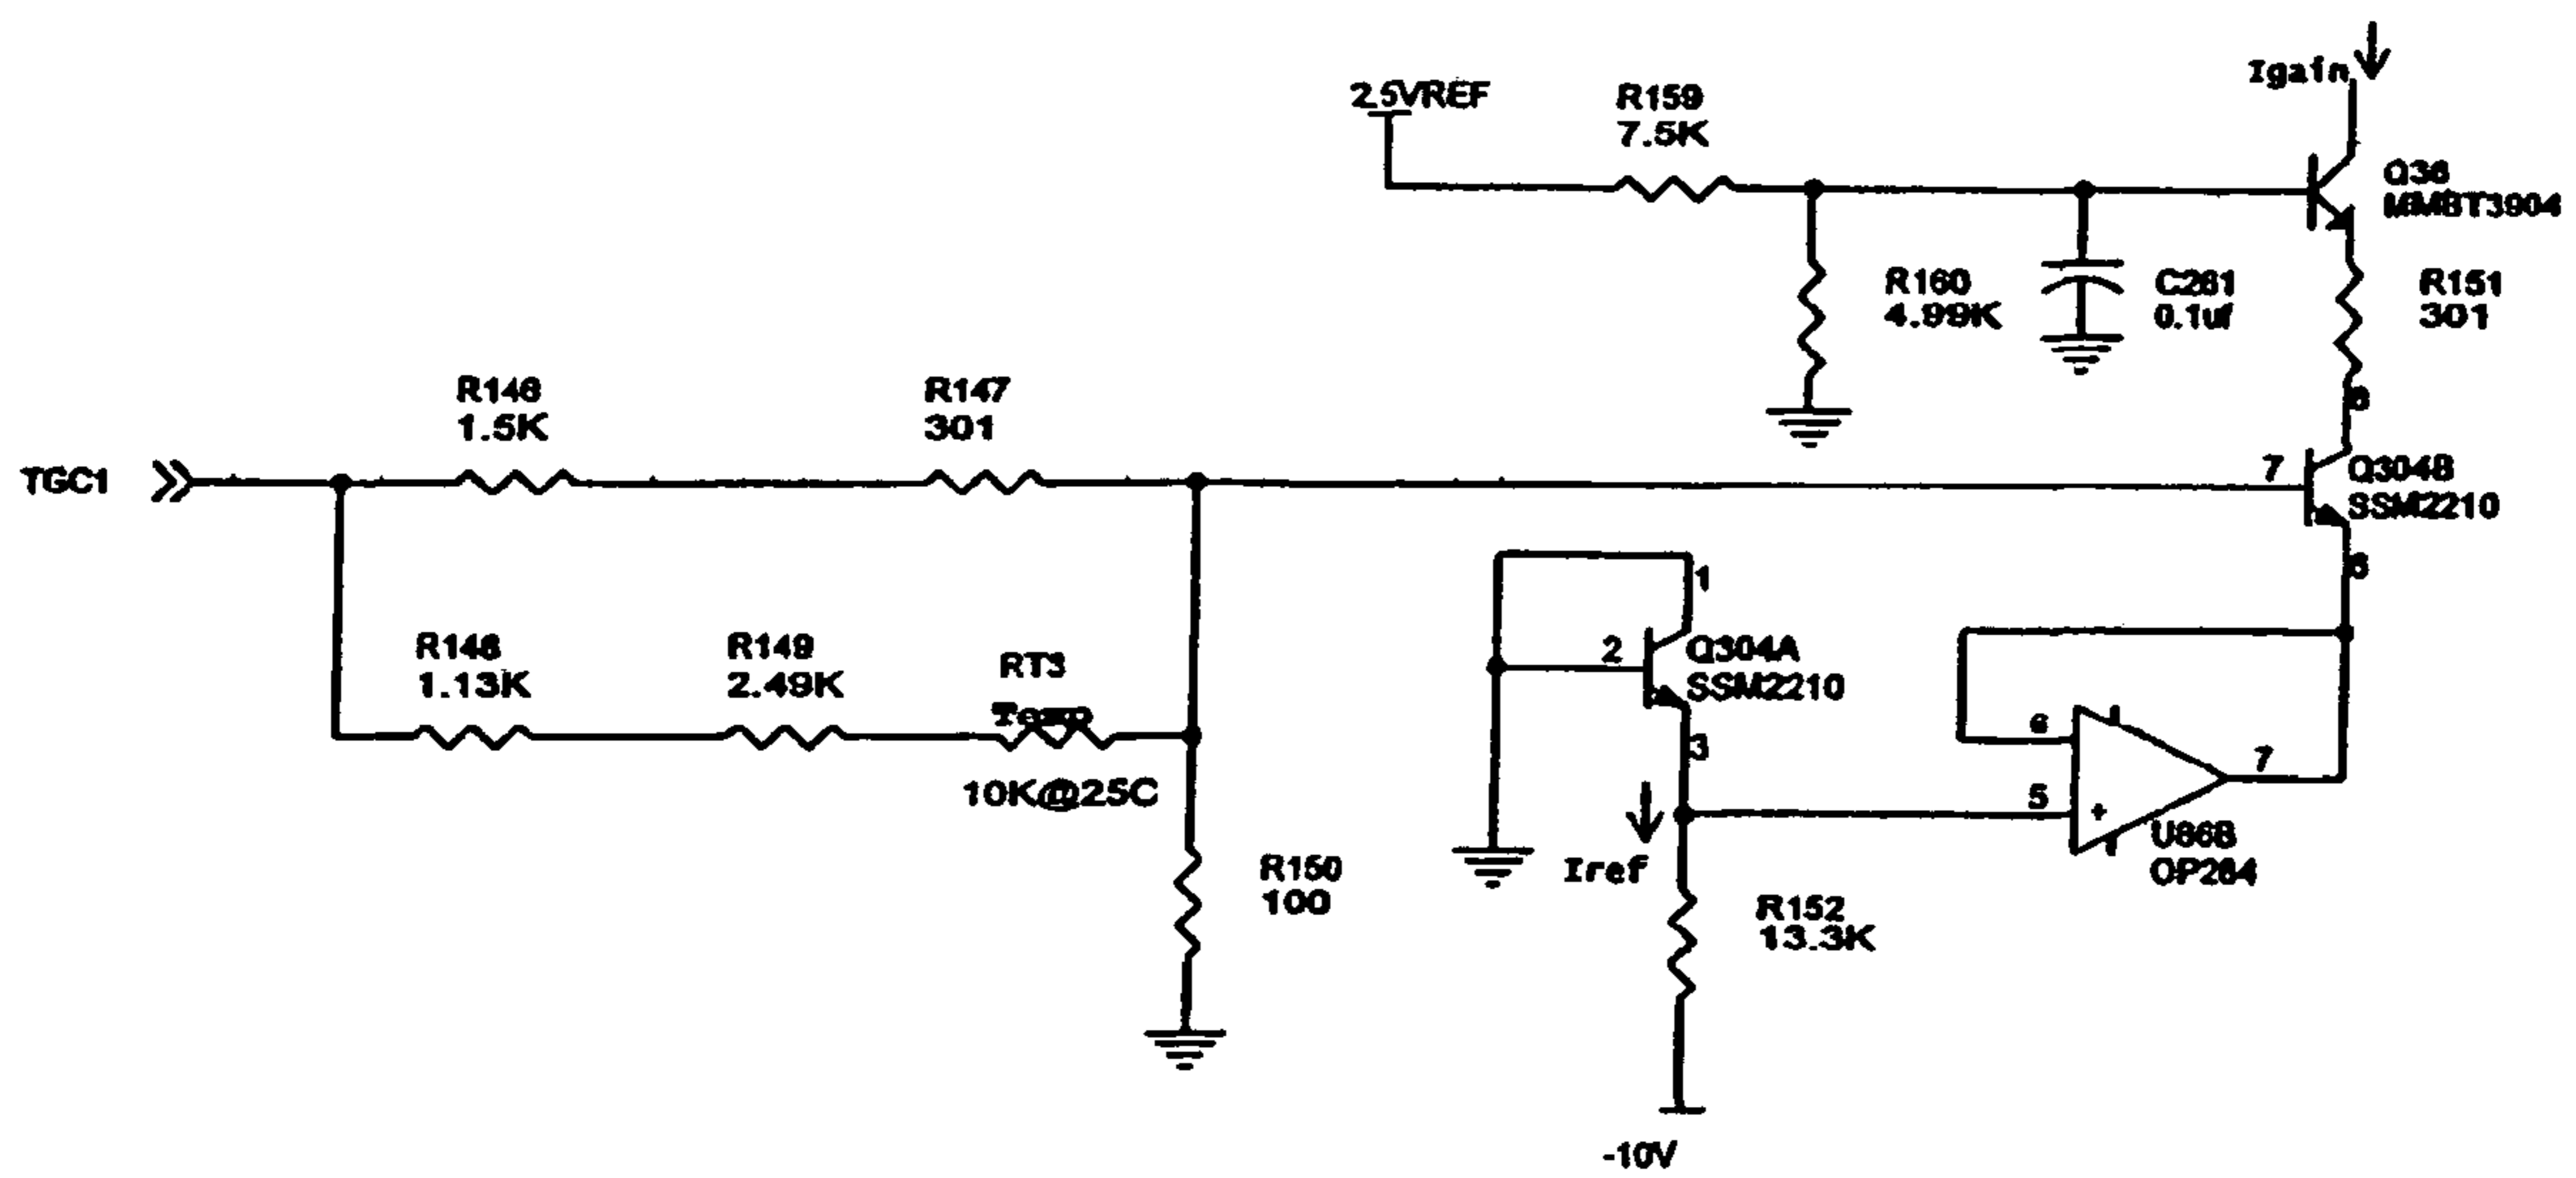 Igain
2.5VREF
R159
7.5K
Q36
MMBT3904
R160
4.99K
C261
0.1uf
R151
301
6
R146
1.5K
R147
301
TGC1
7
Q304B
SSM2210
6
1
R148
1.13K
R149
2.49K
RT3
Temp
10K@25C
2
Q304A
SSM2210
3
6
7
5
+
U86B
OP284
Iref
R150
100
R152
13.3K
-10V